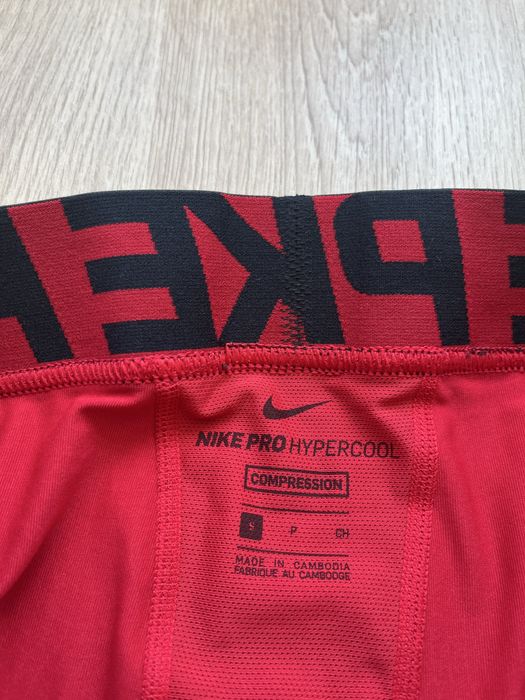 NIKE PRO HYPERCOOL
COMPRESSION
S P CH
MADE IN CAMBODIA
FABRIQUE AU CAMBODGE